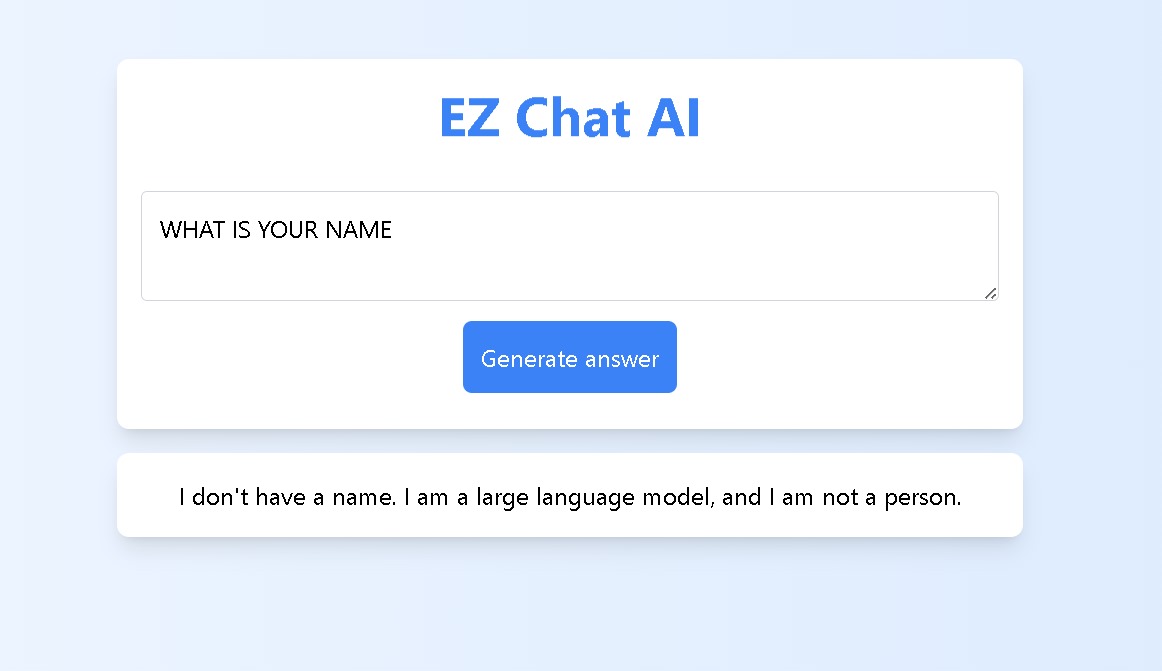 EZ Chat AI
WHAT IS YOUR NAME
Generate answer
I don't have a name. I am a large language model, and I am not a person.